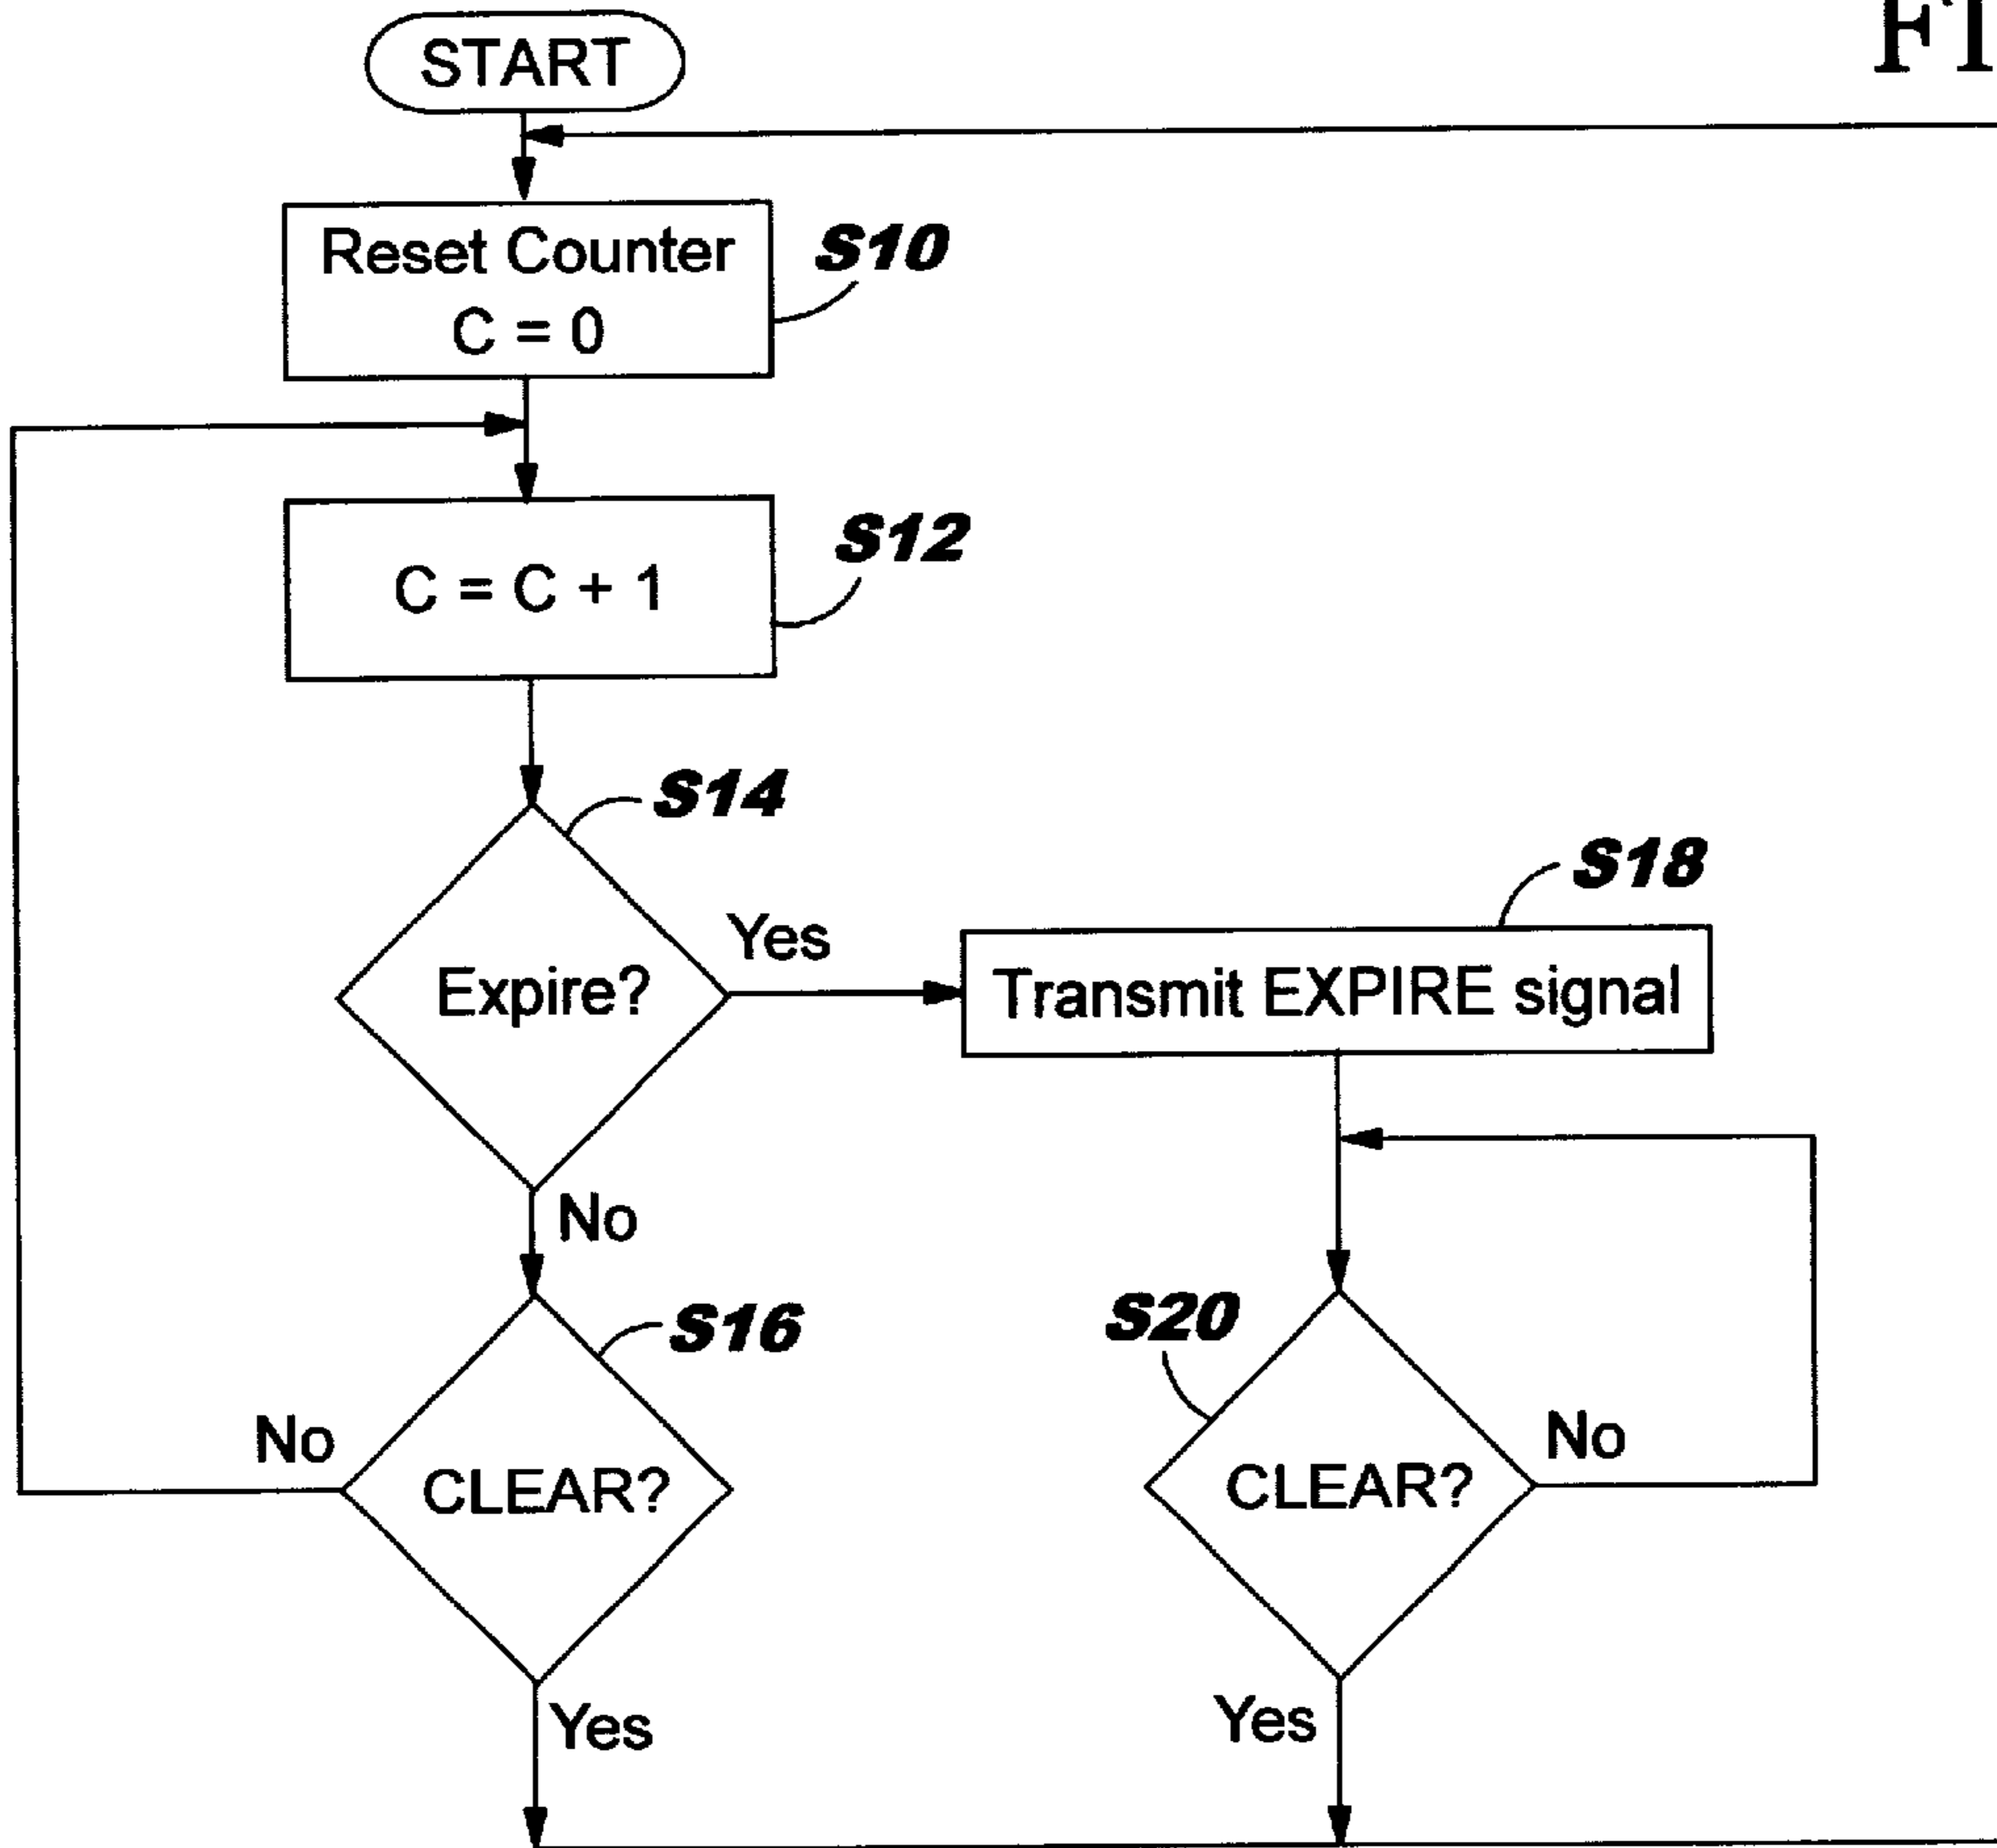 FI
START
Reset Counter
C = 0
S10
C = C + 1
S12
S14
Expire?
Yes
No
S18
Transmit EXPIRE signal
S16
CLEAR?
No
Yes
S20
CLEAR?
No
Yes